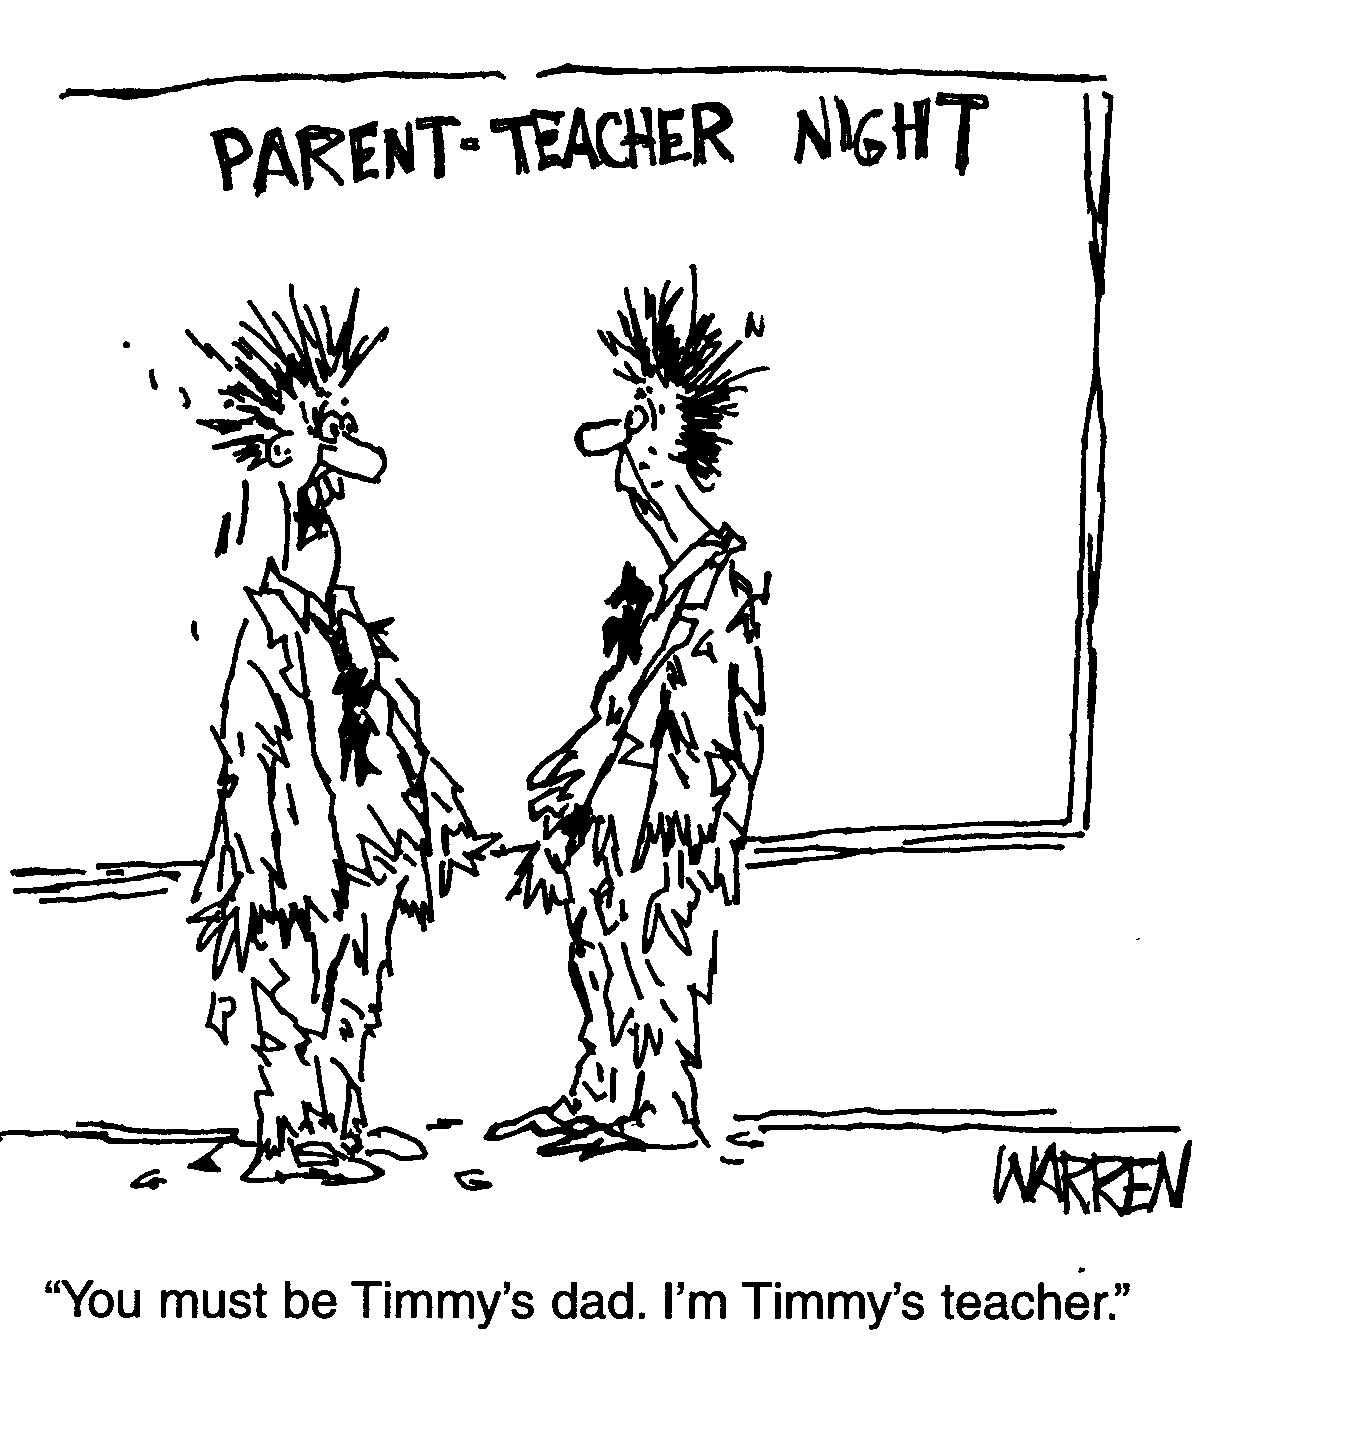 PARENT-TEACHER NIGHT
WARREN
“You must be Timmy’s dad. I’m Timmy’s teacher.”